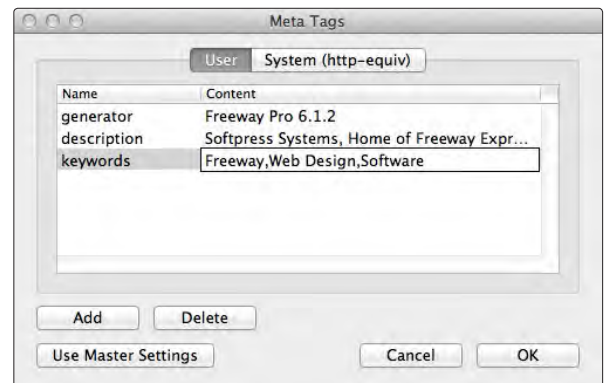 Meta Tags
User System (http-equiv)
Name Content
generator Freeway Pro 6.1.2
description Softpress Systems, Home of Freeway Expr...
keywords Freeway,Web Design,Software
Add Delete
Use Master Settings Cancel OK